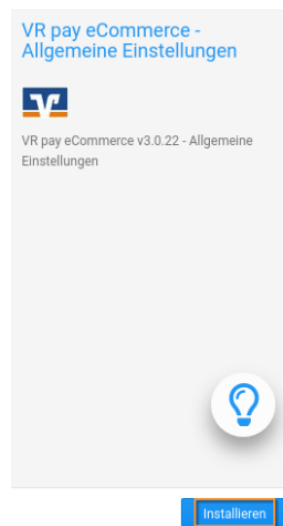 VR pay eCommerce -
Allgemeine Einstellungen
VR pay eCommerce v3.0.22 - Allgemeine
Einstellungen
Installieren